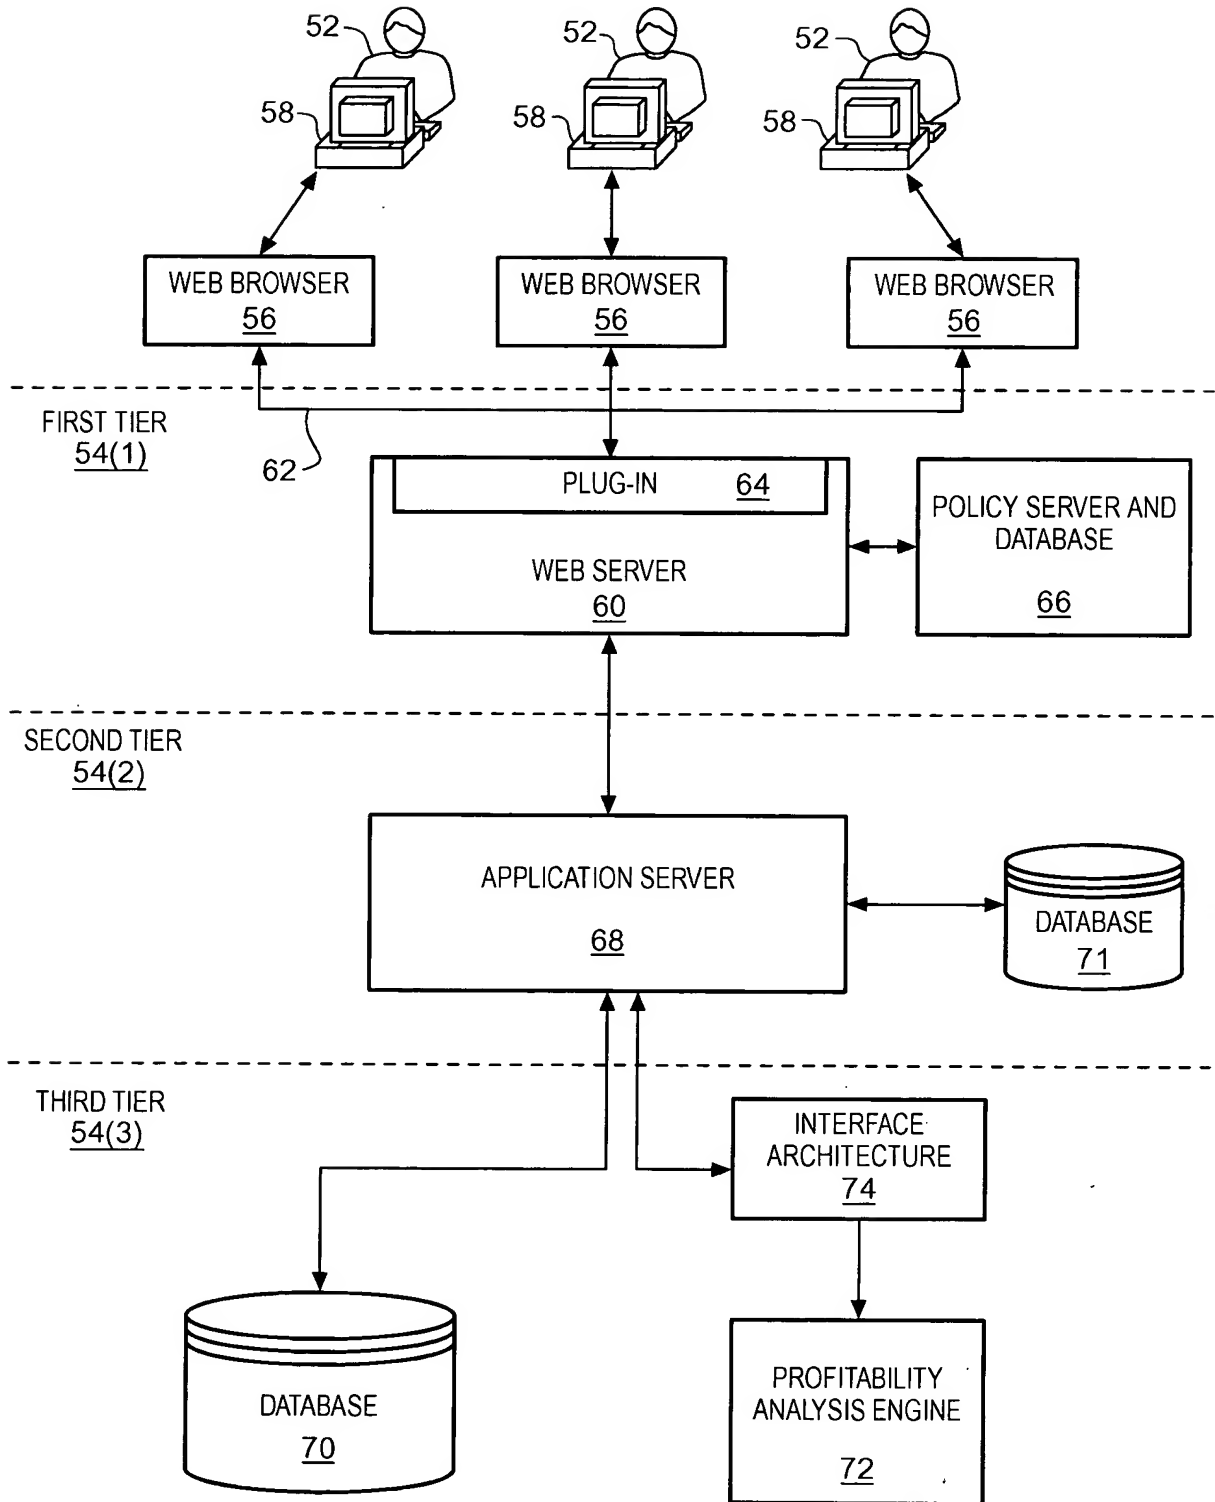 52
52
52
58
58
58
WEB BROWSER
56
WEB BROWSER
56
WEB BROWSER
56
FIRST TIER
54(1)
62
PLUG-IN 64
WEB SERVER
60
POLICY SERVER AND
DATABASE
66
SECOND TIER
54(2)
APPLICATION SERVER
68
DATABASE
71
THIRD TIER
54(3)
INTERFACE
ARCHITECTURE
74
DATABASE
70
PROFITABILITY
ANALYSIS ENGINE
72